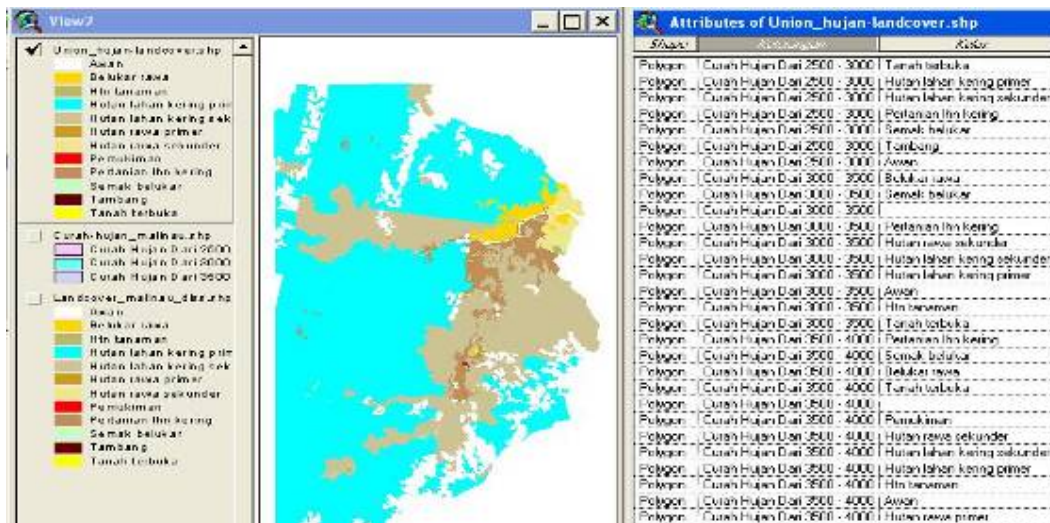 View7
Union_hujan-landcover.shp
Awan
Belukar rawa
Htn tanaman
Hutan lahan kering prim
Hutan lahan kering sek
Hutan rawa primer
Hutan rawa sekunder
Pemukiman
Pertanian lhn kering
Semak belukar
Tambang
Tanah terbuka
Curah-hujan_malinau.shp
Curah Hujan Dari 2500
Curah Hujan Dari 3000
Curah Hujan Dari 3500
Landcover_malinau_diss.shp
Awan
Belukar rawa
Htn tanaman
Hutan lahan kering prim
Hutan lahan kering sek
Hutan rawa primer
Hutan rawa sekunder
Pemukiman
Pertanian lhn kering
Semak belukar
Tambang
Tanah terbuka
Attributes of Union_hujan-landcover.shp
Shape Keterangan Kelas
Polygon Curah Hujan Dari 2500 - 3000 Tanah terbuka
Polygon Curah Hujan Dari 2500 - 3000 Hutan lahan kering primer
Polygon Curah Hujan Dari 2500 - 3000 Hutan lahan kering sekunder
Polygon Curah Hujan Dari 2500 - 3000 Pertanian lhn kering
Polygon Curah Hujan Dari 2500 - 3000 Semak belukar
Polygon Curah Hujan Dari 2500 - 3000 Tambang
Polygon Curah Hujan Dari 2500 - 3000 Awan
Polygon Curah Hujan Dari 3000 - 3500 Belukar rawa
Polygon Curah Hujan Dari 3000 - 3500 Semak belukar
Polygon Curah Hujan Dari 3000 - 3500
Polygon Curah Hujan Dari 3000 - 3500 Pertanian lhn kering
Polygon Curah Hujan Dari 3000 - 3500 Hutan rawa sekunder
Polygon Curah Hujan Dari 3000 - 3500 Hutan lahan kering sekunder
Polygon Curah Hujan Dari 3000 - 3500 Hutan lahan kering primer
Polygon Curah Hujan Dari 3000 - 3500 Awan
Polygon Curah Hujan Dari 3000 - 3500 Htn tanaman
Polygon Curah Hujan Dari 3000 - 3500 Tanah terbuka
Polygon Curah Hujan Dari 3500 - 4000 Pertanian lhn kering
Polygon Curah Hujan Dari 3500 - 4000 Semak belukar
Polygon Curah Hujan Dari 3500 - 4000 Belukar rawa
Polygon Curah Hujan Dari 3500 - 4000 Tanah terbuka
Polygon Curah Hujan Dari 3500 - 4000
Polygon Curah Hujan Dari 3500 - 4000 Pemukiman
Polygon Curah Hujan Dari 3500 - 4000 Hutan rawa sekunder
Polygon Curah Hujan Dari 3500 - 4000 Hutan lahan kering sekunder
Polygon Curah Hujan Dari 3500 - 4000 Hutan lahan kering primer
Polygon Curah Hujan Dari 3500 - 4000 Htn tanaman
Polygon Curah Hujan Dari 3500 - 4000 Awan
Polygon Curah Hujan Dari 3500 - 4000 Hutan rawa primer